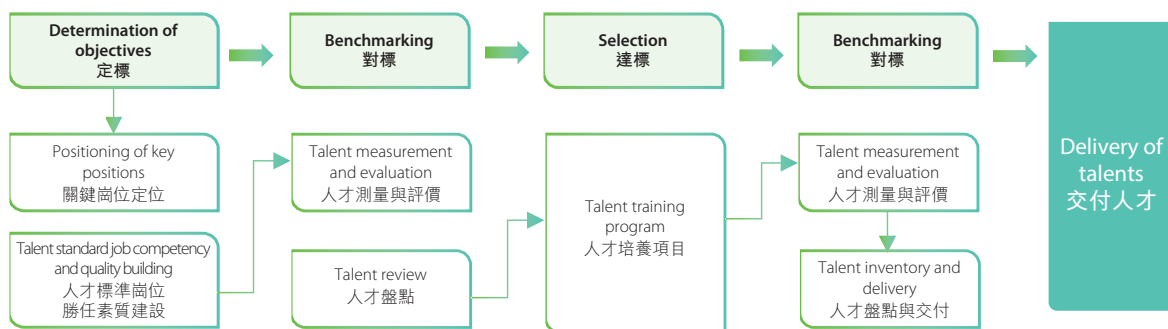 Determination of
objectives
定標
Benchmarking
對標
Selection
達標
Benchmarking
對標
Positioning of key
positions
關鍵崗位定位
Talent standard job competency
and quality building
人才標準崗位
勝任素質建設
Talent measurement
and evaluation
人才測量與評價
Talent review
人才盤點
Talent training
program
人才培養項目
Talent measurement
and evaluation
人才測量與評價
Talent inventory and
delivery
人才盤點與交付
Delivery of
talents
交付人才